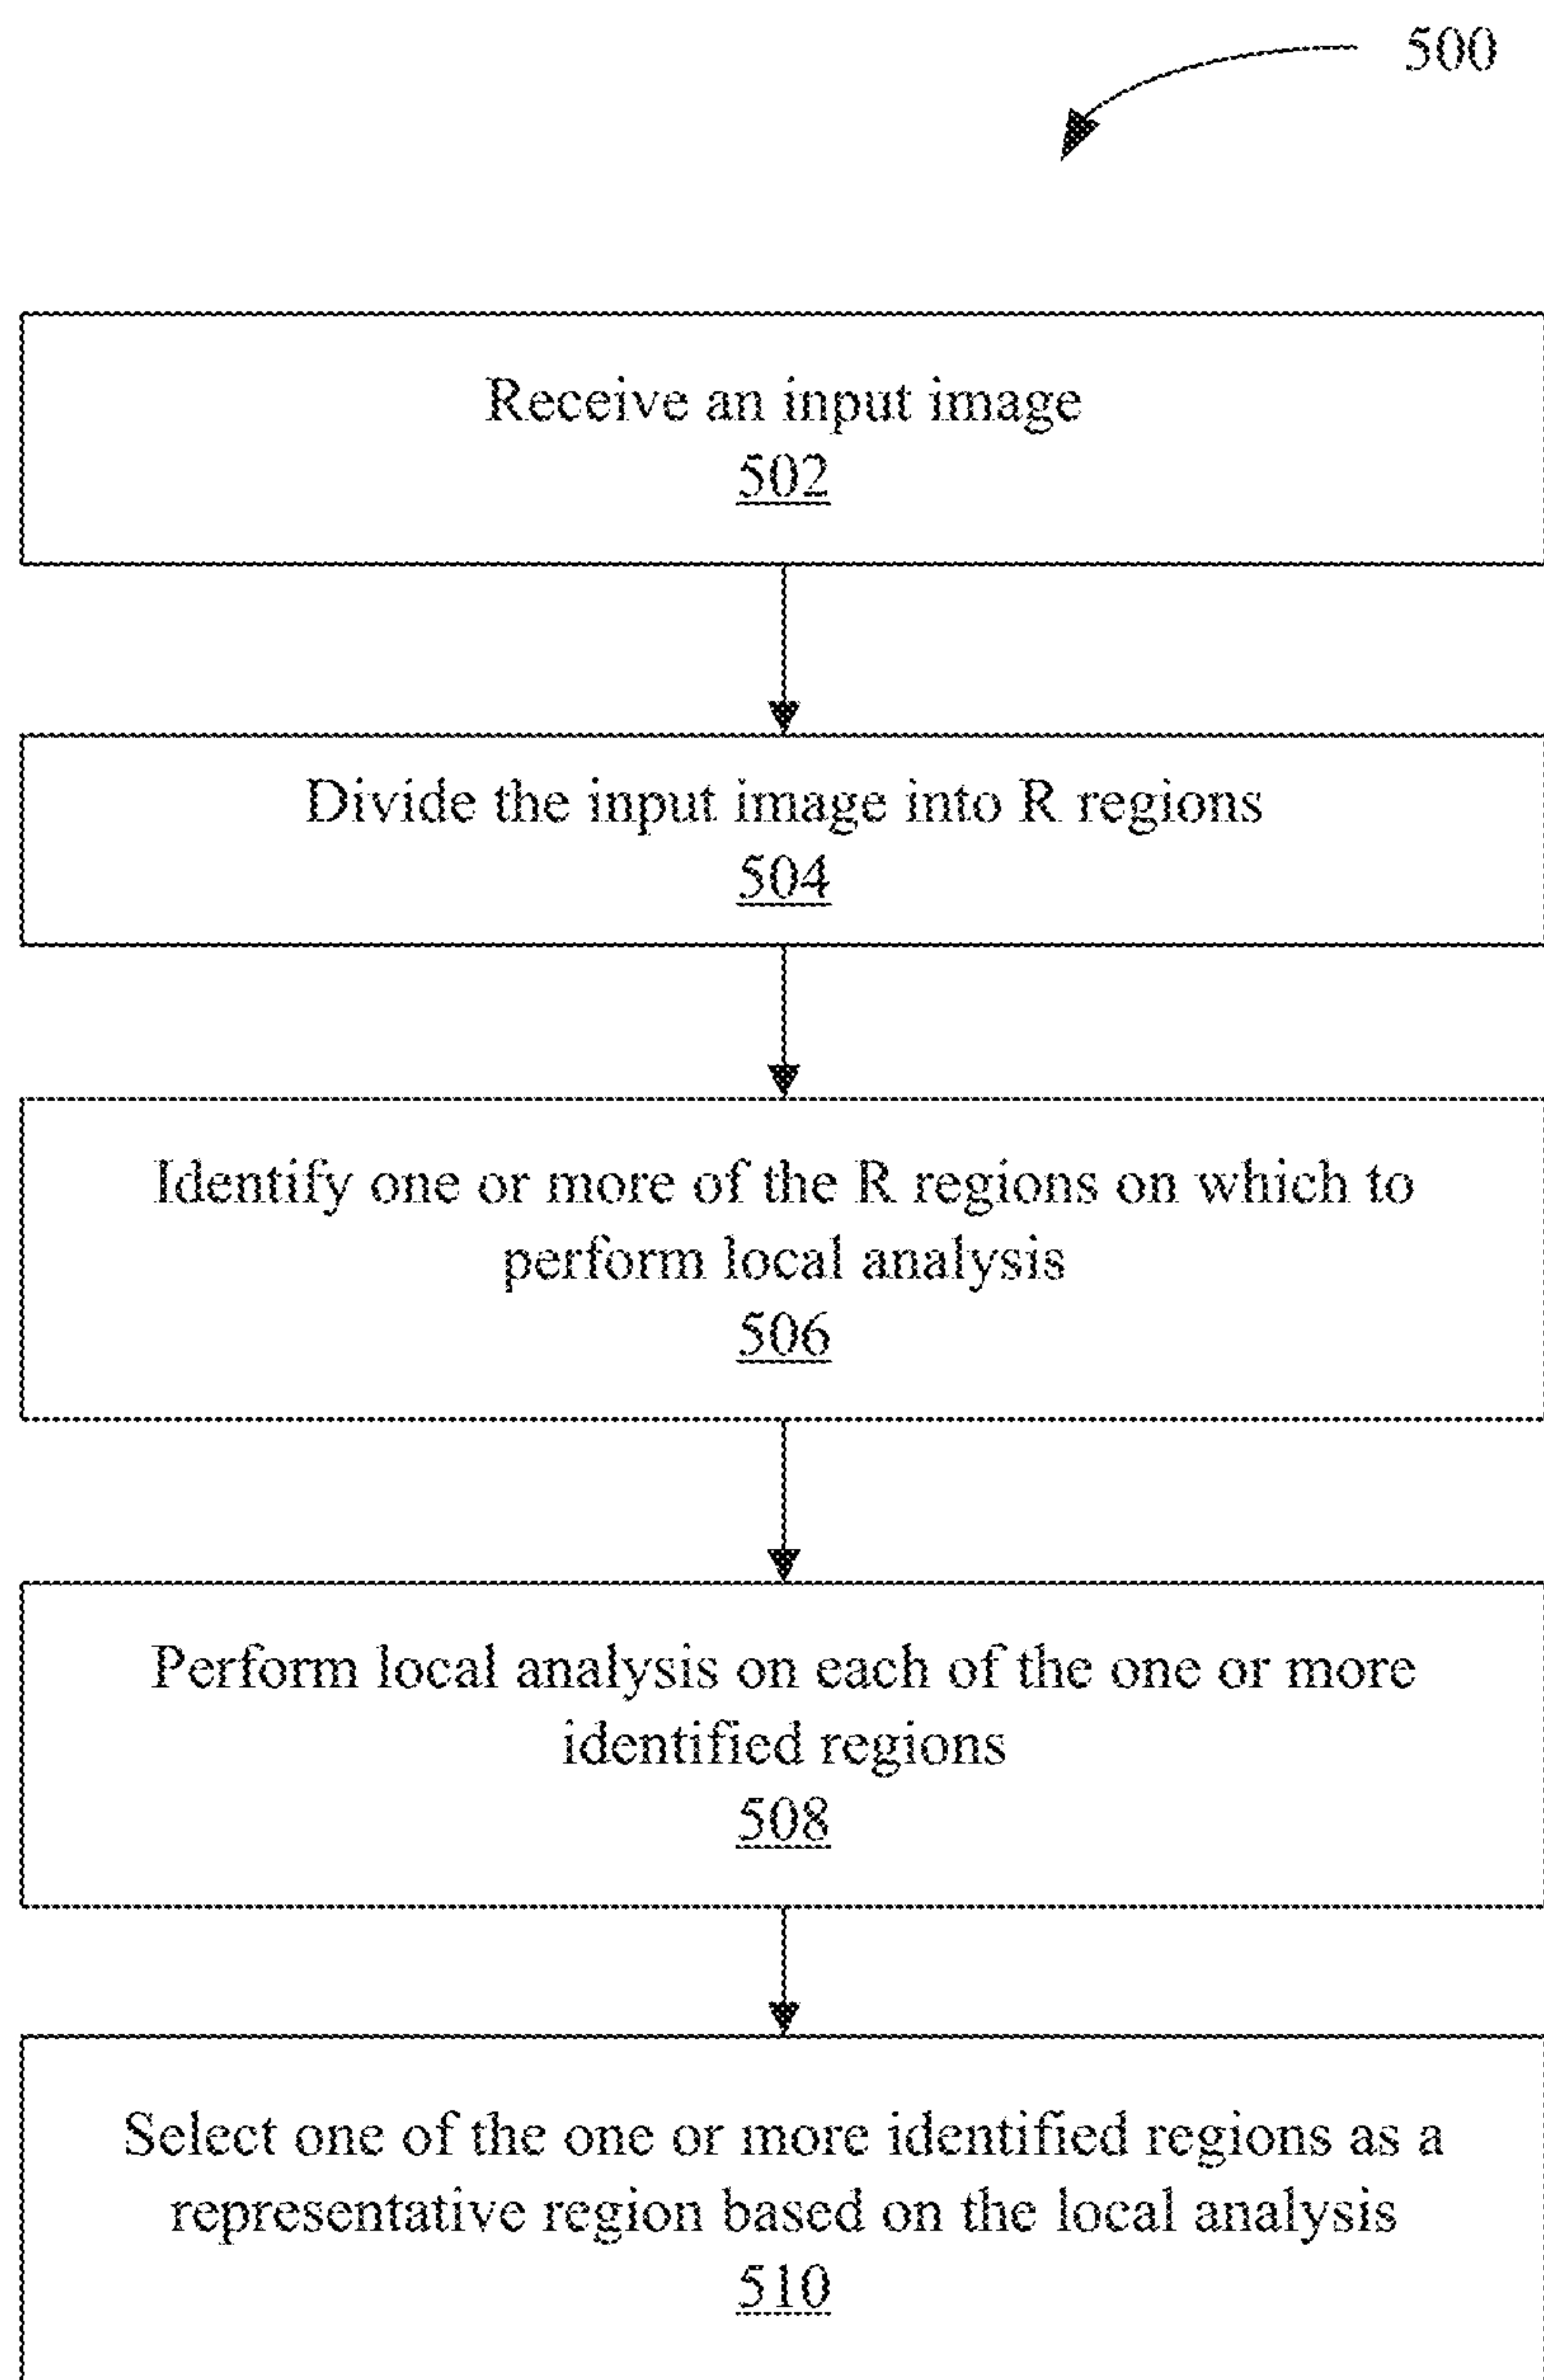 500
Receive an input image
502
Divide the input image into R regions
504
Identify one or more of the R regions on which to
perform local analysis
506
Perform local analysis on each of the one or more
identified regions
508
Select one of the one or more identified regions as a
representative region based on the local analysis
510